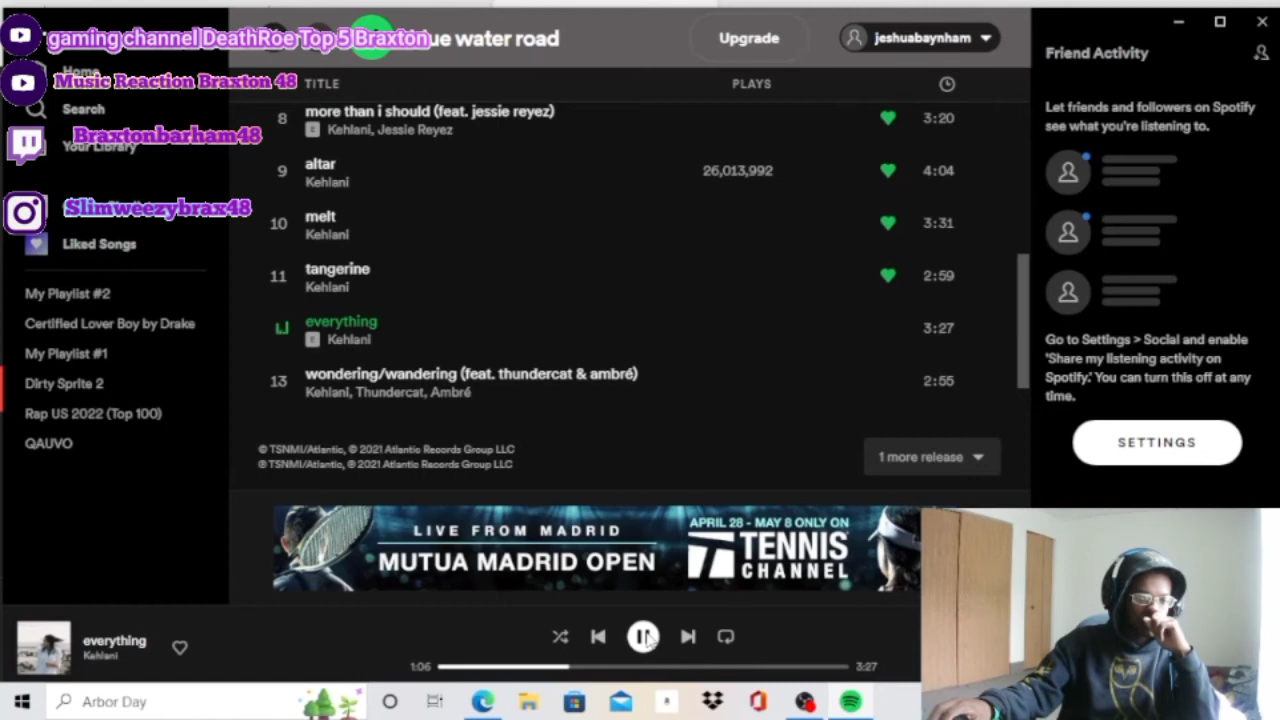 gaming channel DeathRoe Top 5 Braxton
ue water road
Upgrade
jeshuabaynham
Home
Music Reaction Braxton 48
Search
Braxtonbarham48
Your Library
Slimweezybrax48
Liked Songs
My Playlist #2
Certified Lover Boy by Drake
My Playlist #1
Dirty Sprite 2
Rap US 2022 (Top 100)
QAUVO
TITLE
PLAYS
8
more than i should (feat. jessie reyez)
E Kehlani, Jessie Reyez
3:20
9
altar
Kehlani
26,013,992
4:04
10
melt
Kehlani
3:31
11
tangerine
Kehlani
2:59
everything
E Kehlani
3:27
13
wondering/wandering (feat. thundercat & ambré)
Kehlani, Thundercat, Ambré
2:55
© TSNMI/Atlantic, © 2021 Atlantic Records Group LLC
℗ TSNMI/Atlantic, ℗ 2021 Atlantic Records Group LLC
1 more release
Friend Activity
Let friends and followers on Spotify
see what you're listening to.
Go to Settings > Social and enable
'Share my listening activity on
Spotify.' You can turn this off at any
time.
SETTINGS
LIVE FROM MADRID
MUTUA MADRID OPEN
APRIL 28 - MAY 8 ONLY ON
T TENNIS
CHANNEL
everything
Kehlani
1:06
3:27
Arbor Day